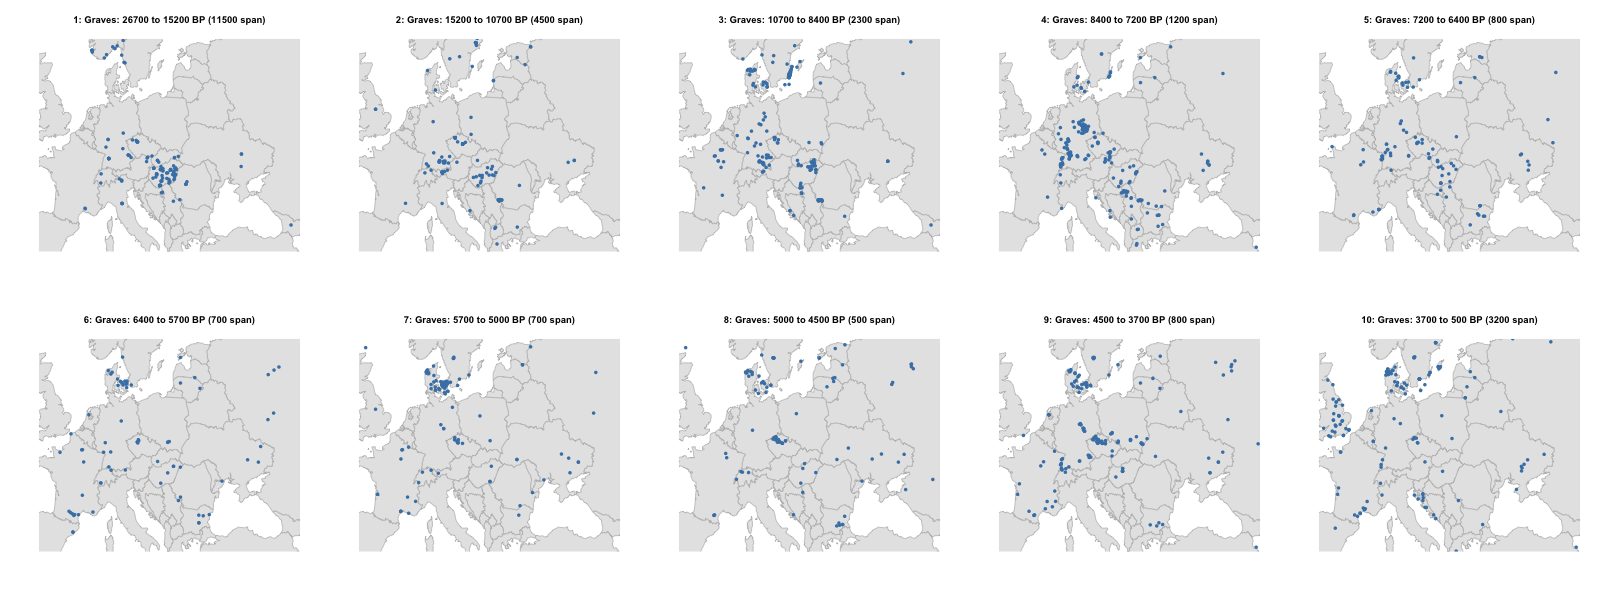 1: Graves: 26700 to 15200 BP (11500 span)
2: Graves: 15200 to 10700 BP (4500 span)
3: Graves: 10700 to 8400 BP (2300 span)
4: Graves: 8400 to 7200 BP (1200 span)
5: Graves: 7200 to 6400 BP (800 span)
6: Graves: 6400 to 5700 BP (700 span)
7: Graves: 5700 to 5000 BP (700 span)
8: Graves: 5000 to 4500 BP (500 span)
9: Graves: 4500 to 3700 BP (800 span)
10: Graves: 3700 to 500 BP (3200 span)